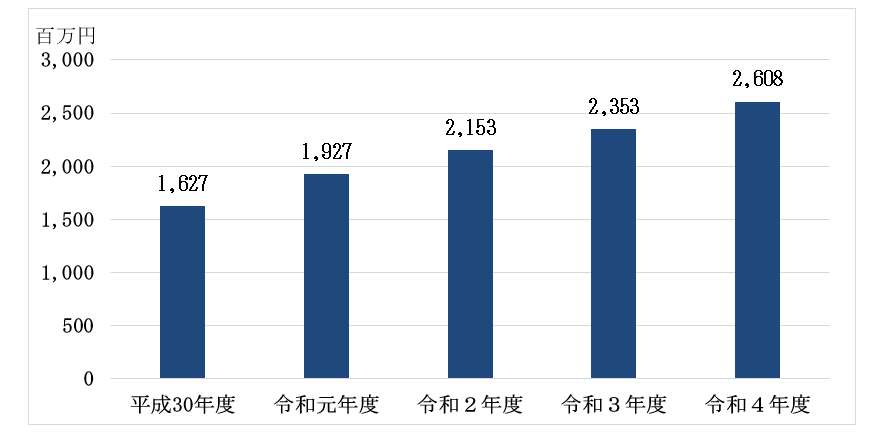 百万円
3,000
2,500
2,000
1,500
1,000
500
0
1,627
1,927
2,153
2,353
2,608
平成30年度
令和元年度
令和２年度
令和３年度
令和４年度